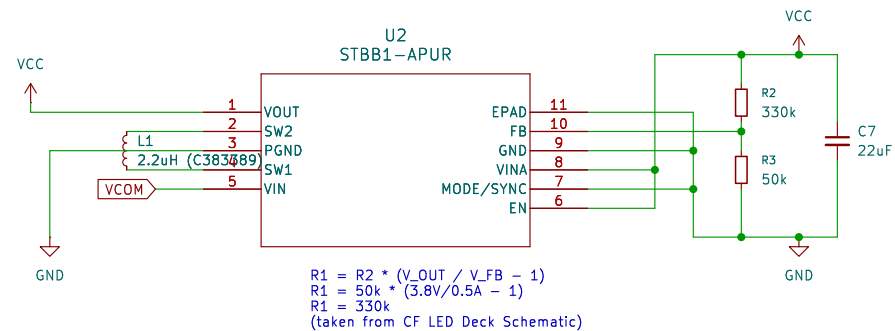 U2
STBB1-APUR
VCC
VCC
1 VOUT
2 SW2
3 PGND
4 SW1
5 VIN
EPAD 11
FB 10
GND 9
VINA 8
MODE/SYNC 7
EN 6
L1
2.2uH (C383389)
VCOM
R2
330k
R3
50k
C7
22uF
GND
GND
R1 = R2 * (V_OUT / V_FB - 1)
R1 = 50k * (3.8V/0.5A - 1)
R1 = 330k
(taken from CF LED Deck Schematic)